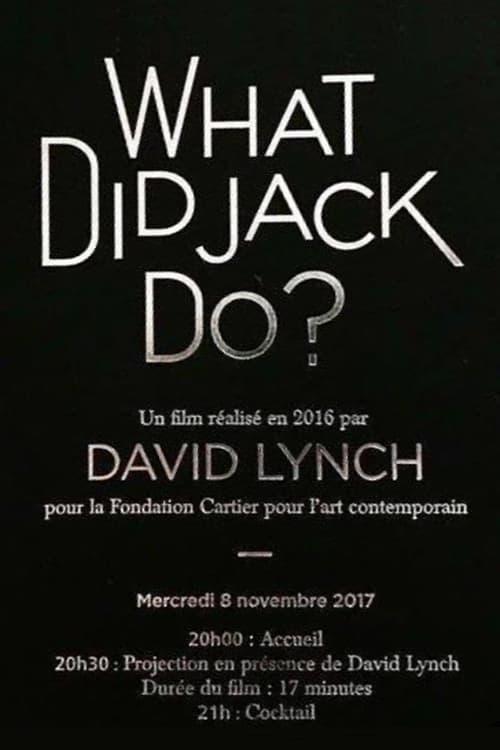 WHAT
DID JACK
DO?
Un film réalisé en 2016 par
DAVID LYNCH
pour la Fondation Cartier pour l'art contemporain
—
Mercredi 8 novembre 2017
20h00 : Accueil
20h30 : Projection en présence de David Lynch
Durée du film : 17 minutes
21h : Cocktail